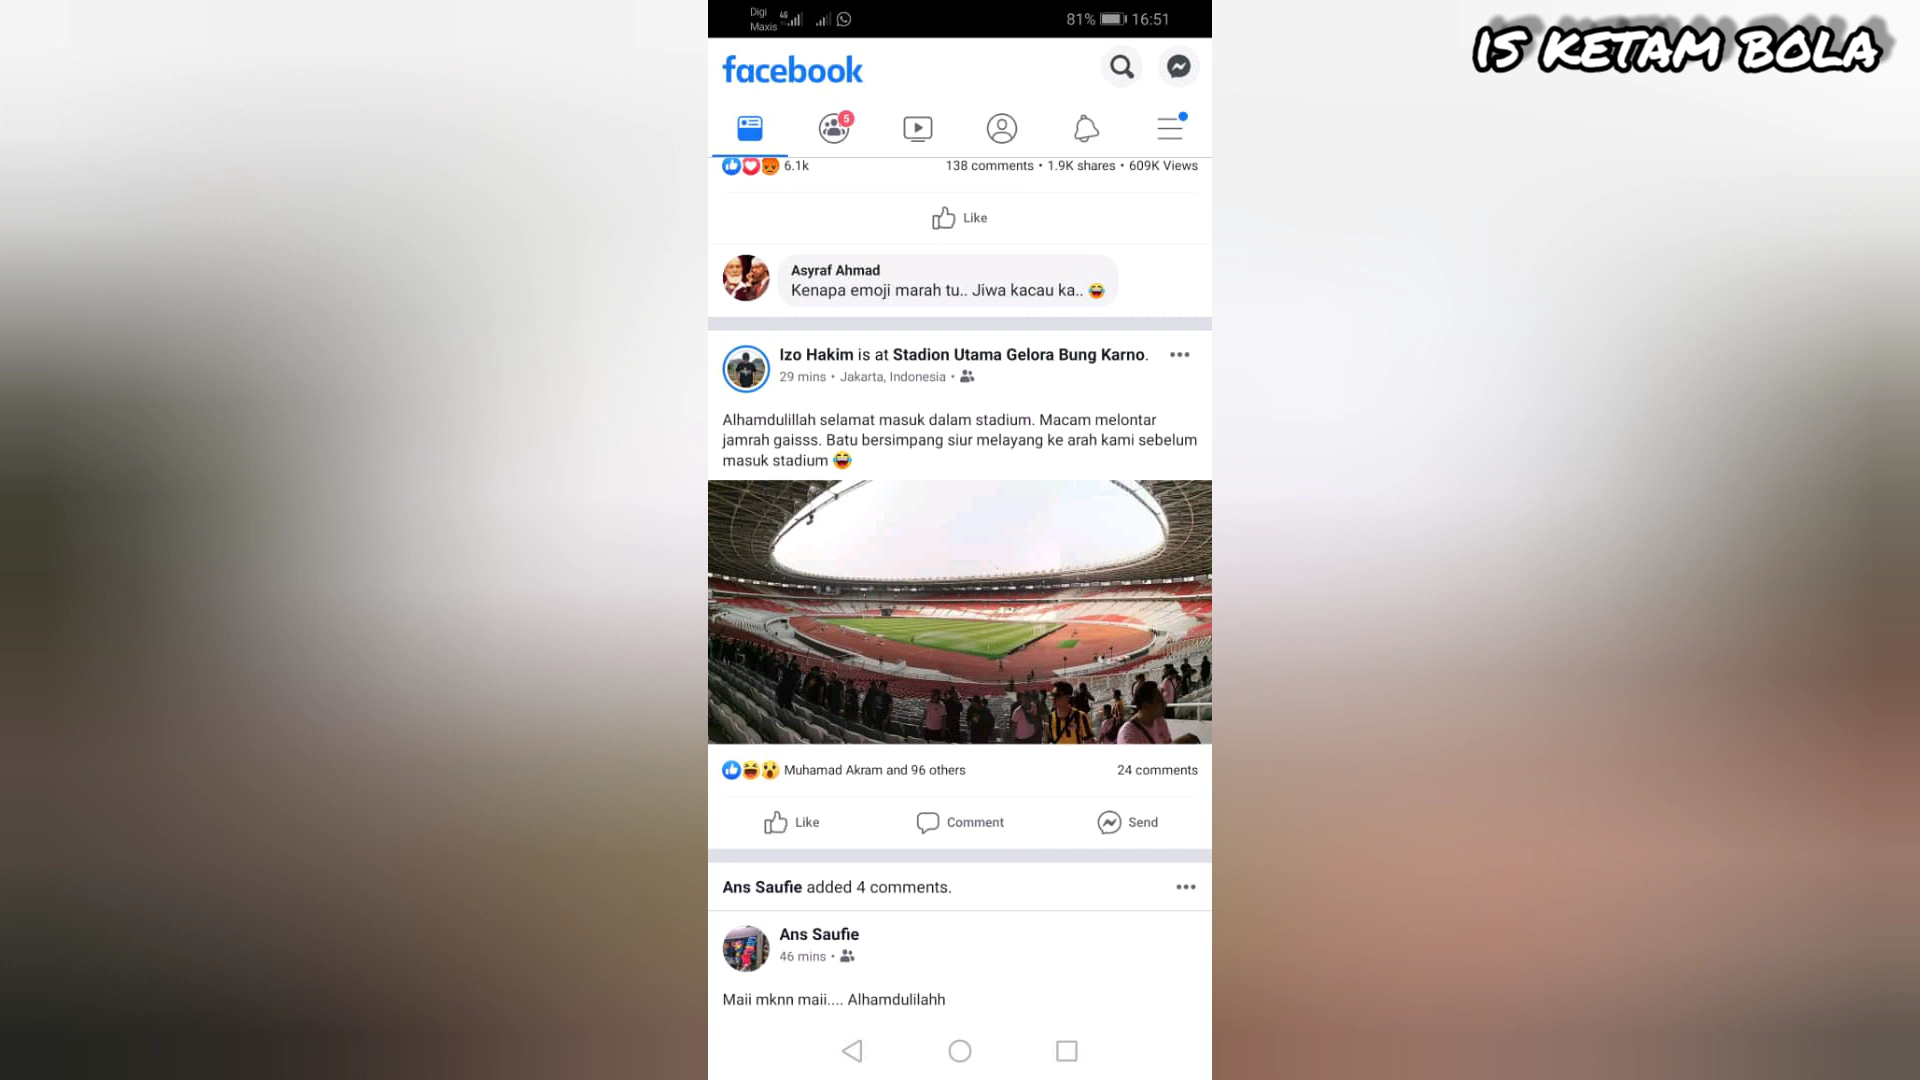 Digi
Maxis
4G
81%
16:51
IS KETAM BOLA
facebook
5
6.1k
138 comments • 1.9K shares • 609K Views
Like
Asyraf Ahmad
Kenapa emoji marah tu.. Jiwa kacau ka.. 😂
Izo Hakim is at Stadion Utama Gelora Bung Karno.
29 mins • Jakarta, Indonesia •
Alhamdulillah selamat masuk dalam stadium. Macam melontar
jamrah gaisss. Batu bersimpang siur melayang ke arah kami sebelum
masuk stadium 😂
Muhamad Akram and 96 others
24 comments
Like
Comment
Send
Ans Saufie added 4 comments.
Ans Saufie
46 mins •
Maii mknn maii.... Alhamdulilahh